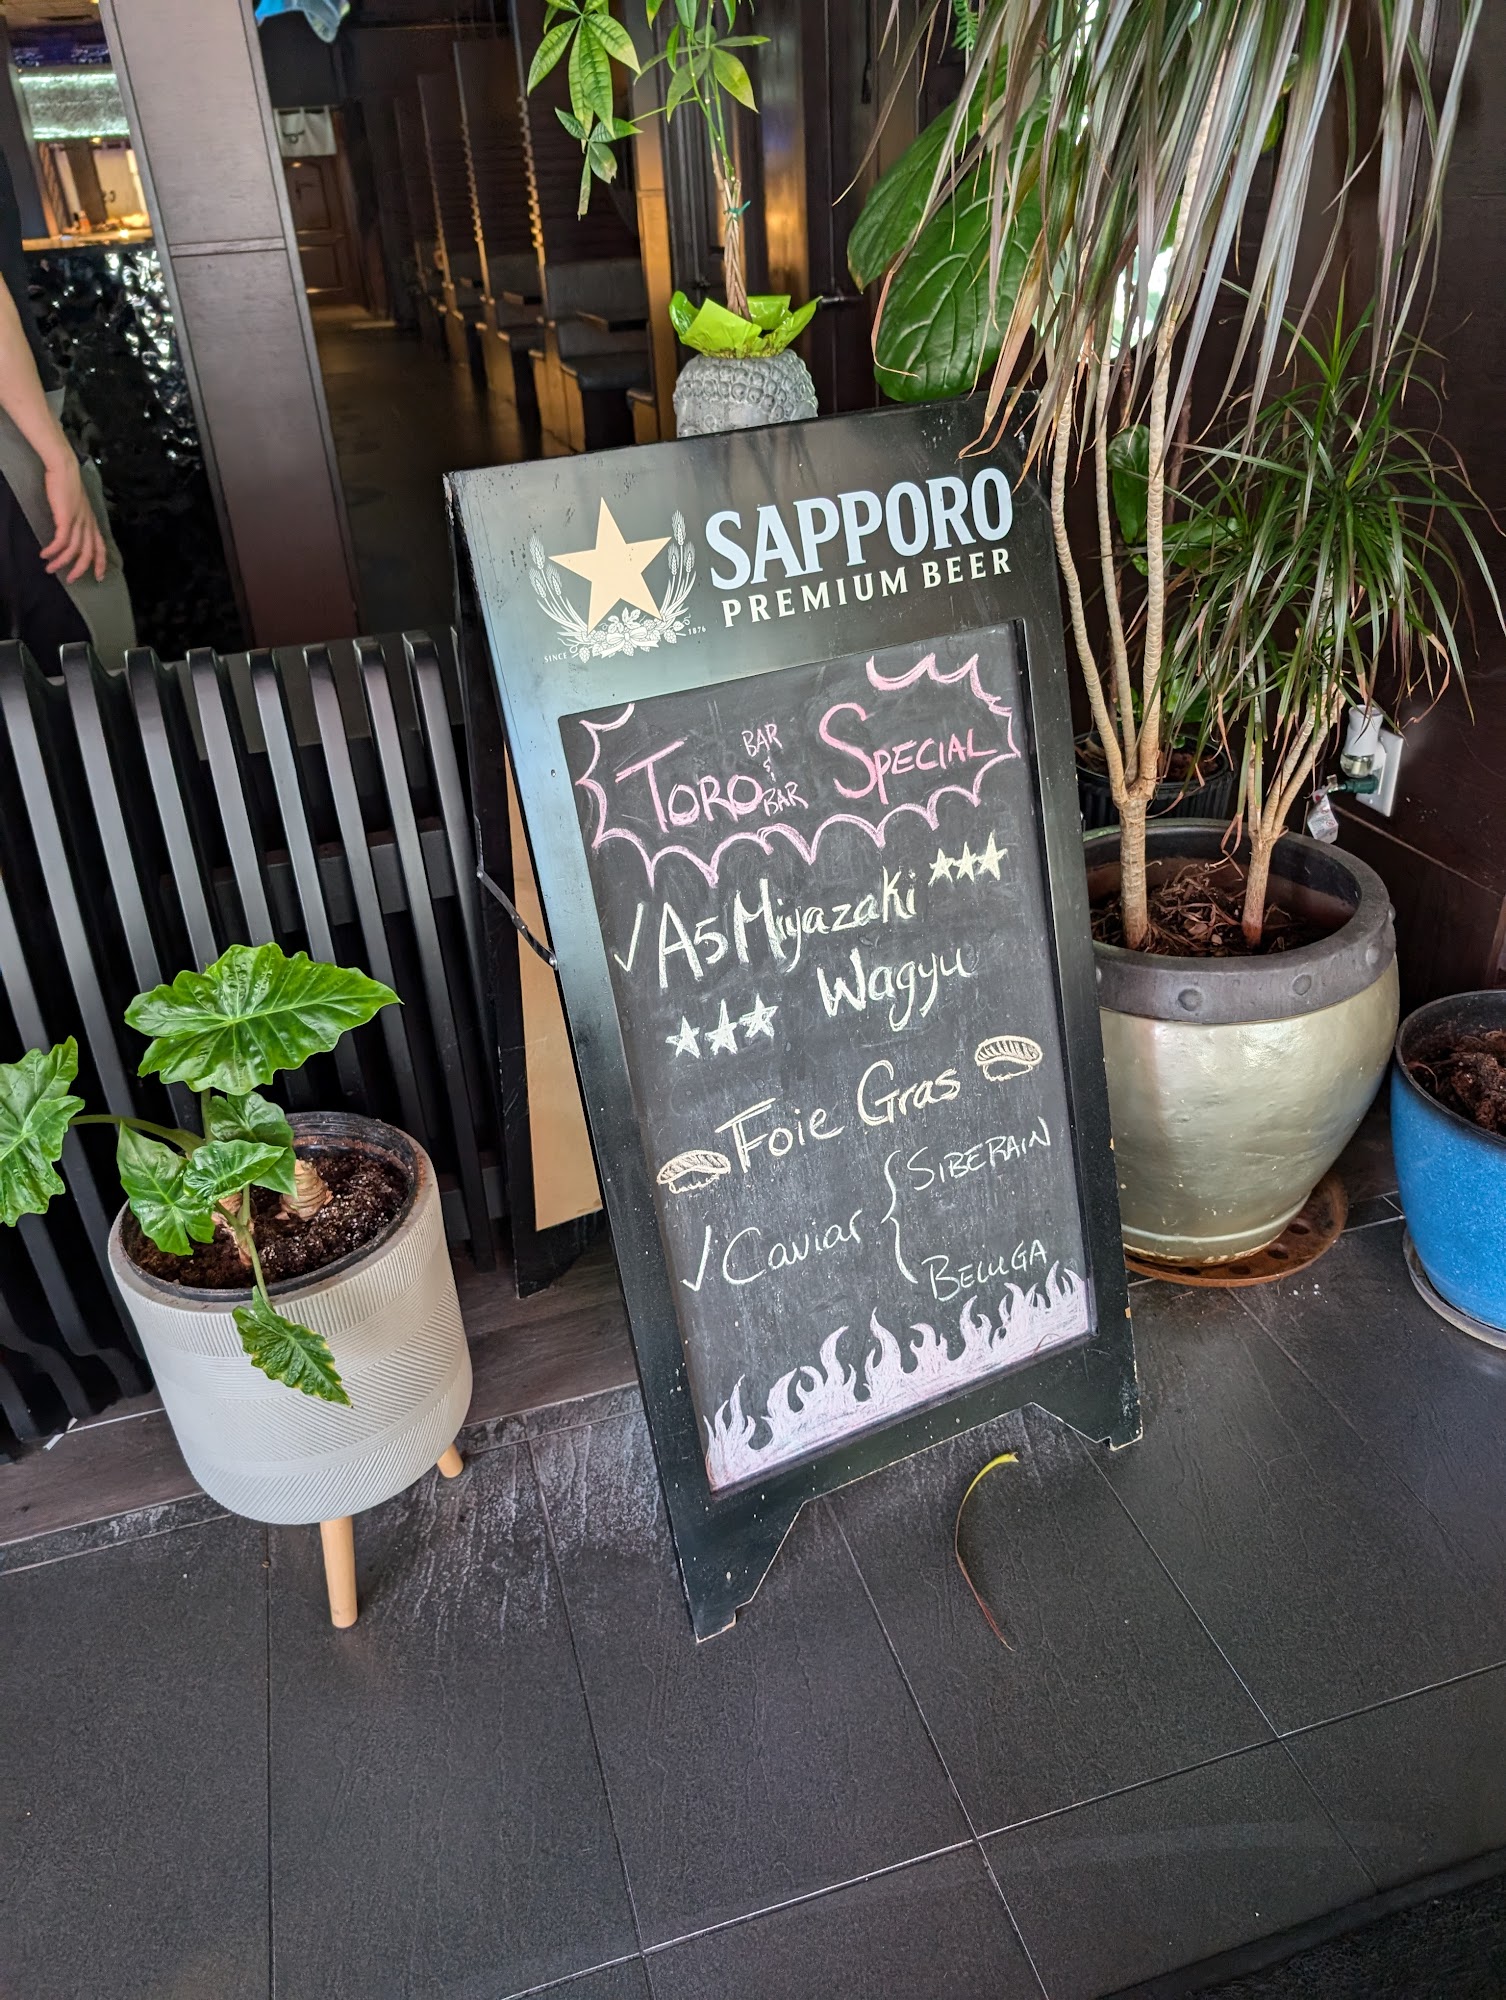 SAPPORO
PREMIUM BEER
SINCE 1876
TORO BAR & BAR SPECIAL
A5 Miyazaki
Wagyu
Foie Gras
Caviar { SIBERAIN
BELUGA